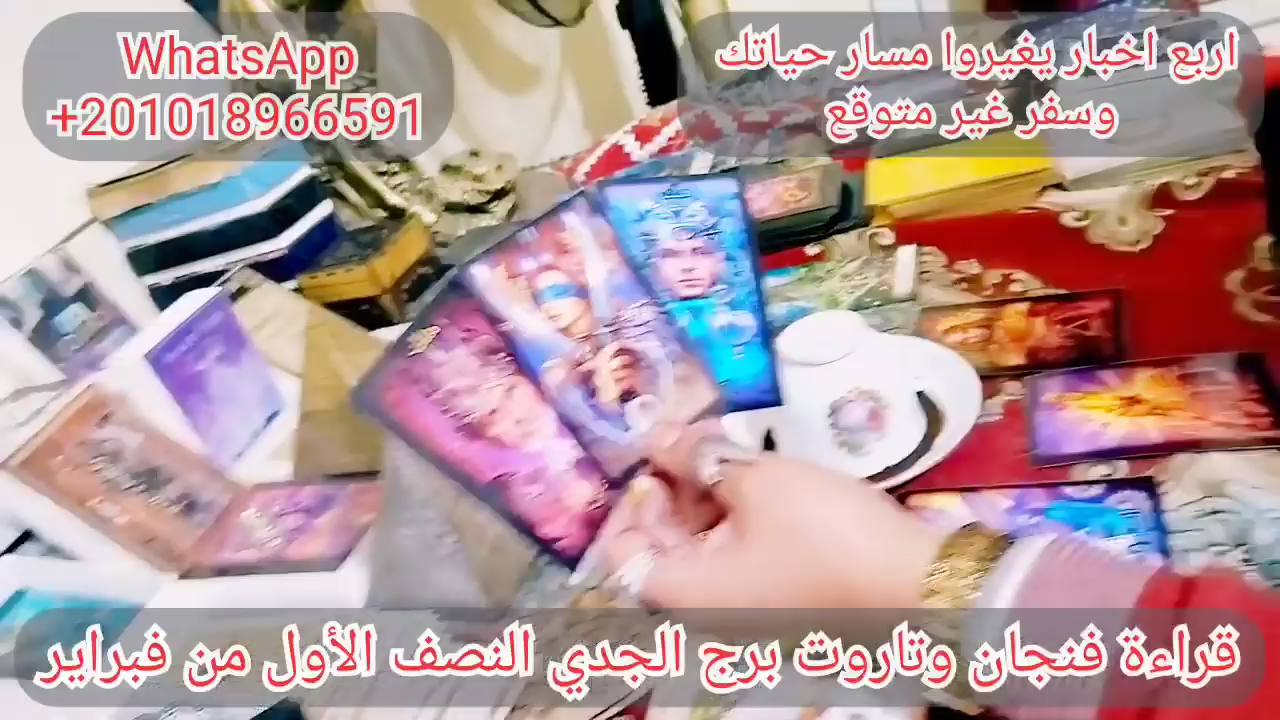 WhatsApp
+201018966591
اربع اخبار يغيروا مسار حياتك
وسفر غير متوقع
قراءة فنجان وتاروت برج الجدي النصف الأول من فبراير